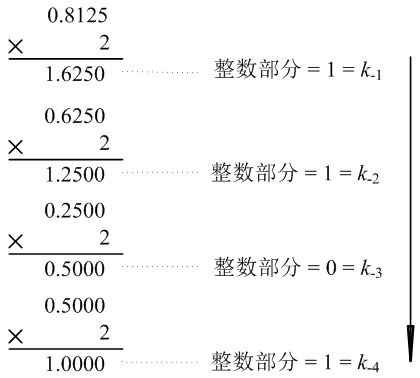 0.8125
× 2
1.6250 整数部分 = 1 = k-1
0.6250
× 2
1.2500 整数部分 = 1 = k-2
0.2500
× 2
0.5000 整数部分 = 0 = k-3
0.5000
× 2
1.0000 整数部分 = 1 = k-4